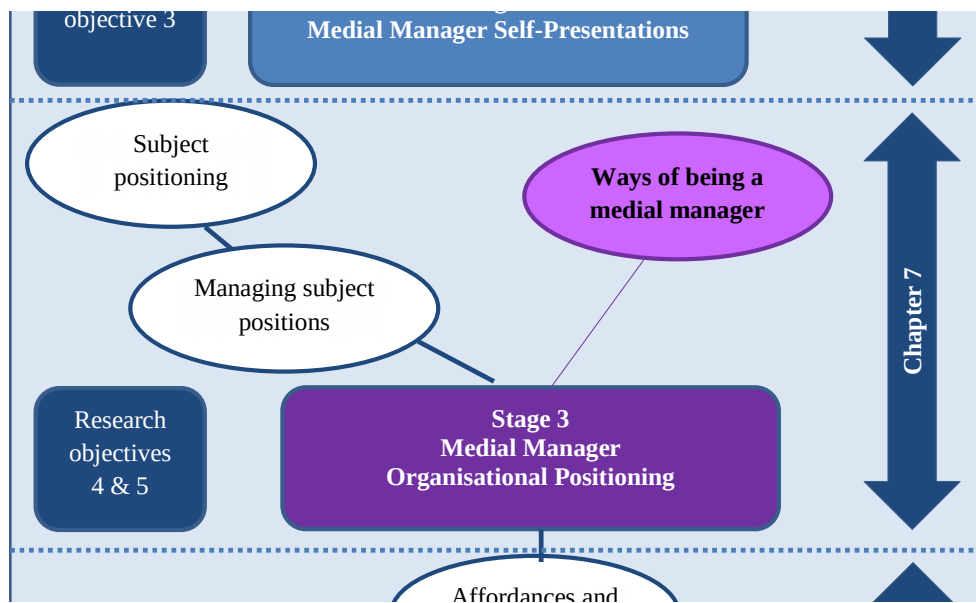 objective 3
Medial Manager Self-Presentations
Subject
positioning
Ways of being a
medial manager
Managing subject
positions
Chapter 7
Research
objectives
4 & 5
Stage 3
Medial Manager
Organisational Positioning
Affordances and